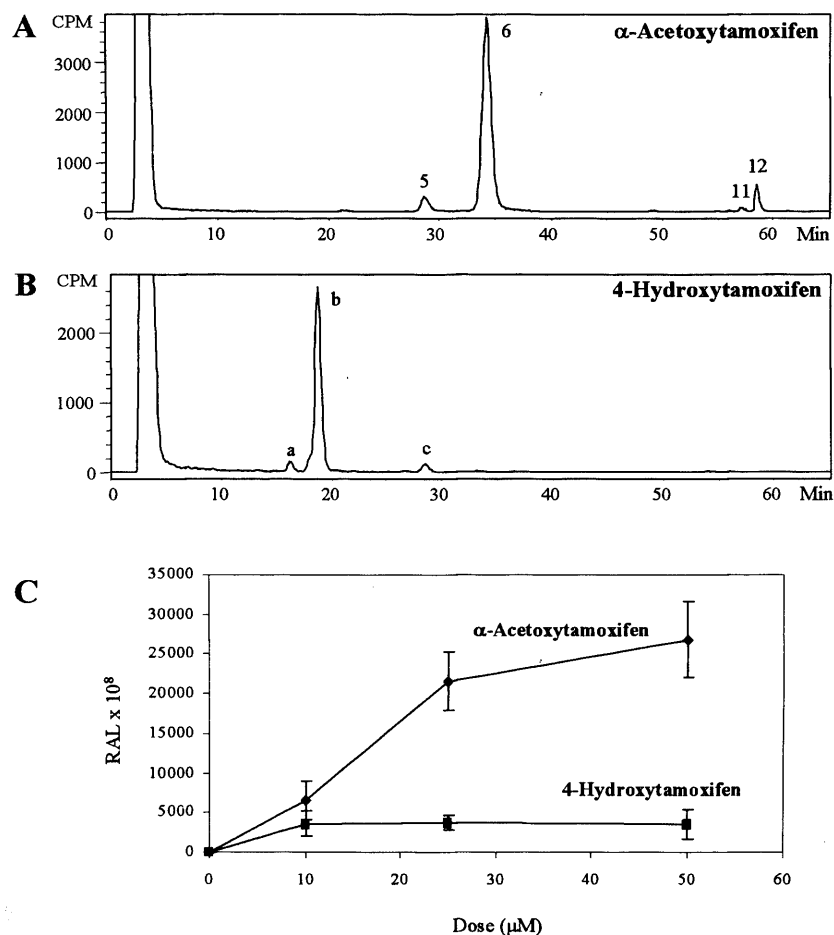 A
CPM
α-Acetoxytamoxifen
3000
2000
1000
0
5
6
11
12
0 10 20 30 40 50 60 Min
B
CPM
4-Hydroxytamoxifen
2000
1000
0
a
b
c
0 10 20 30 40 50 60 Min
C
35000
30000
25000
20000
15000
10000
5000
0
RAL x 10⁸
α-Acetoxytamoxifen
4-Hydroxytamoxifen
0 10 20 30 40 50 60
Dose (μM)